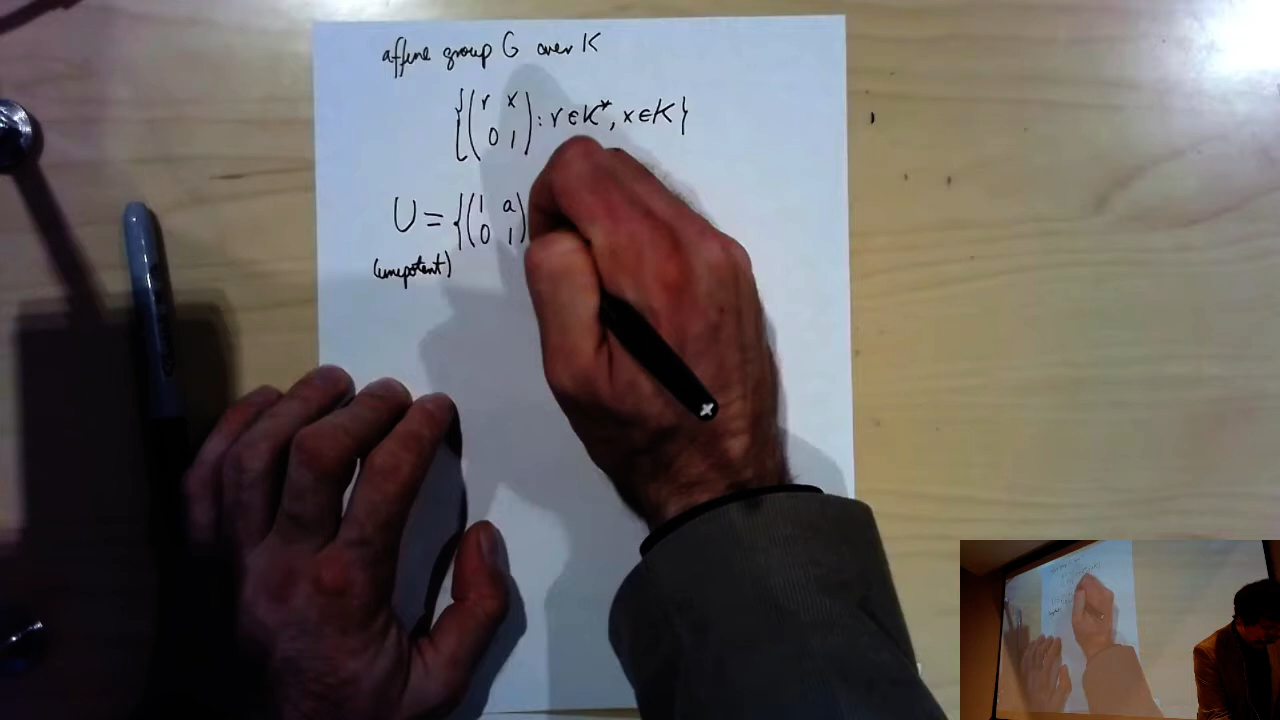 affine group G over K
{( r x
0 1 ) : r ∈ K*, x ∈ K}
U = {( 1 a
0 1 )
(unipotent)